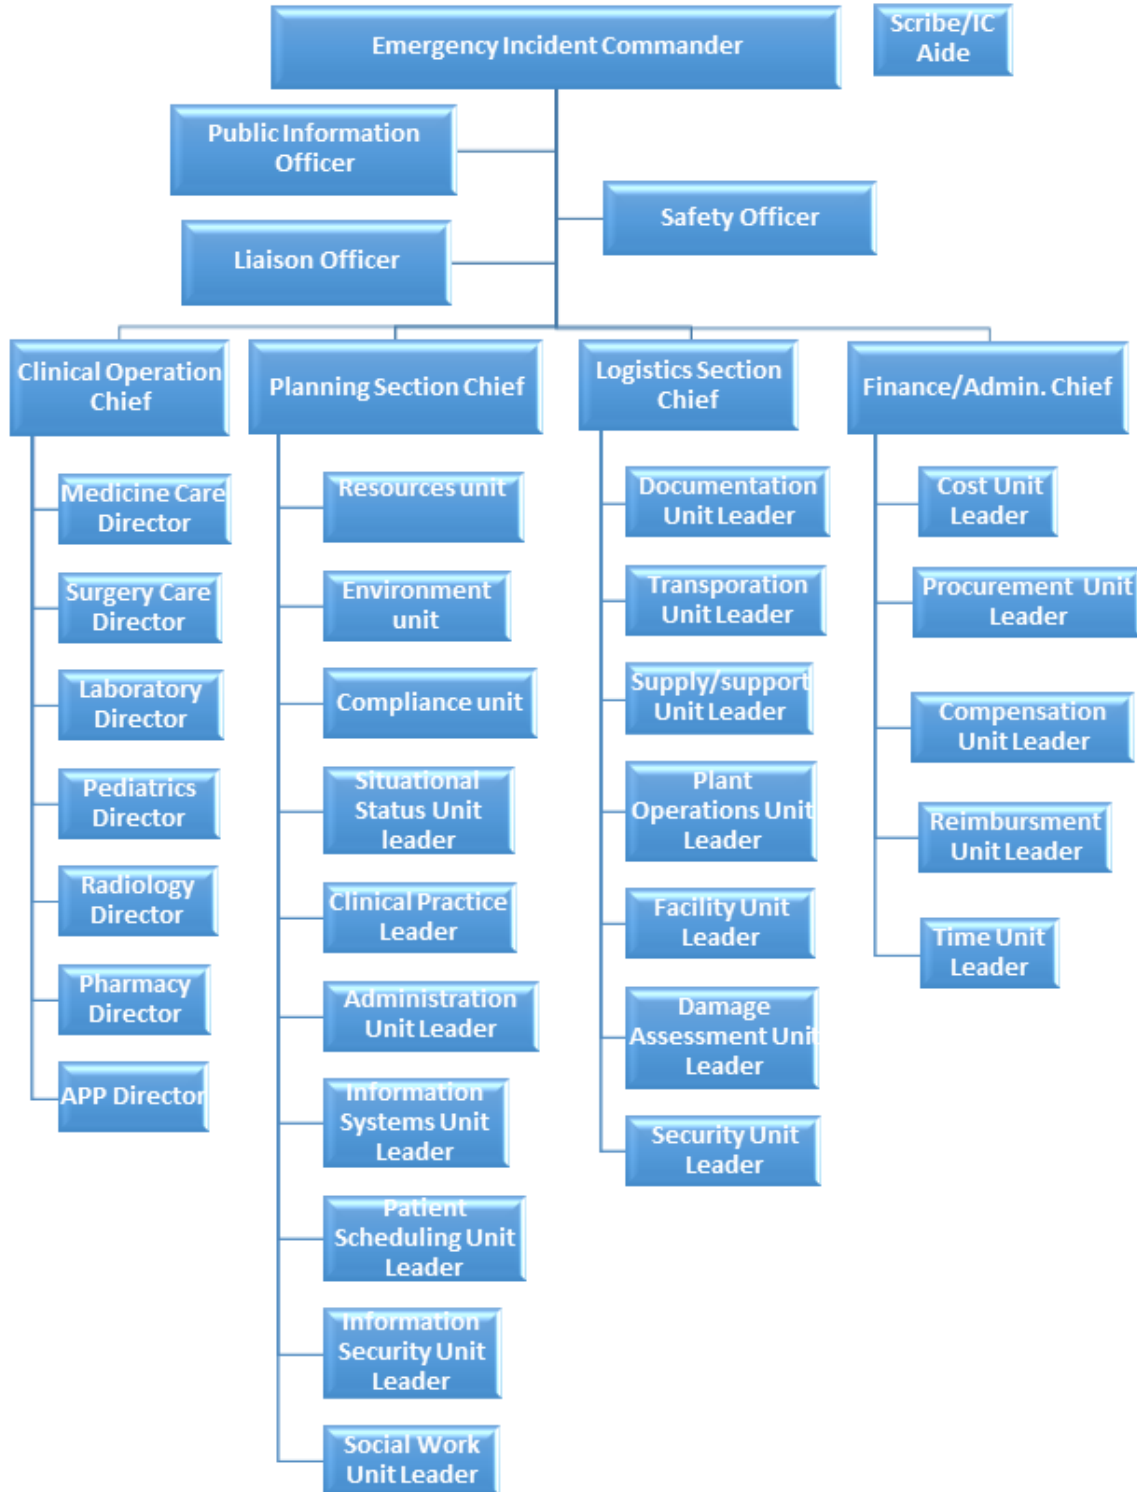 Emergency Incident Commander
Scribe/IC
Aide
Public Information
Officer
Safety Officer
Liaison Officer
Clinical Operation
Chief
Medicine Care
Director
Surgery Care
Director
Laboratory
Director
Pediatrics
Director
Radiology
Director
Pharmacy
Director
APP Director
Planning Section Chief
Resources unit
Environment
unit
Compliance unit
Situational
Status Unit
leader
Clinical Practice
Leader
Administration
Unit Leader
Information
Systems Unit
Leader
Patient
Scheduling Unit
Leader
Information
Security Unit
Leader
Social Work
Unit Leader
Logistics Section
Chief
Documentation
Unit Leader
Transporation
Unit Leader
Supply/support
Unit Leader
Plant
Operations Unit
Leader
Facility Unit
Leader
Damage
Assessment Unit
Leader
Security Unit
Leader
Finance/Admin. Chief
Cost Unit
Leader
Procurement Unit
Leader
Compensation
Unit Leader
Reimbursment
Unit Leader
Time Unit
Leader